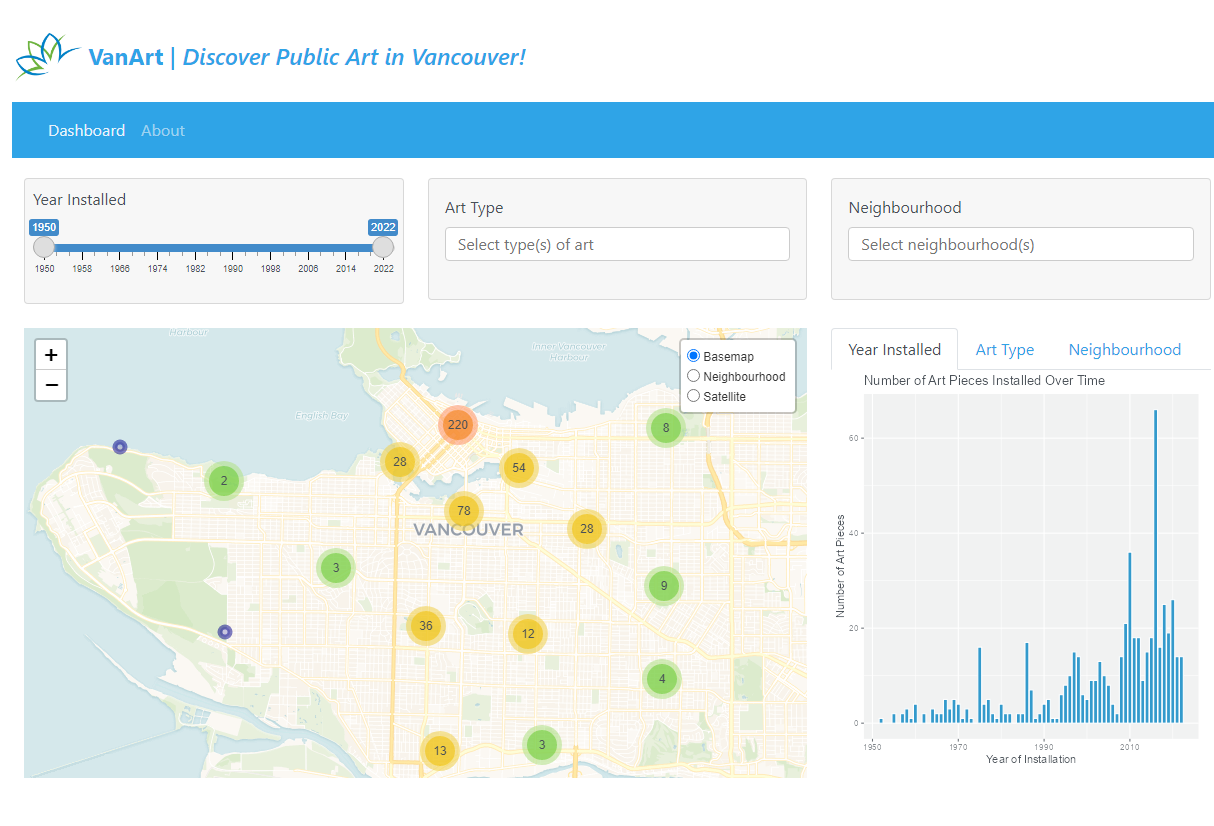 VanArt | Discover Public Art in Vancouver!
Dashboard About
Year Installed
1950 2022
1950 1958 1966 1974 1982 1990 1998 2006 2014 2022
Art Type
Select type(s) of art
Neighbourhood
Select neighbourhood(s)
+
−
Harbour
Inner Vancouver
Harbour
English Bay
Basemap
Neighbourhood
Satellite
220
8
28
54
2
78
VANCOUVER
28
3
9
36
12
4
13
3
Year Installed Art Type Neighbourhood
Number of Art Pieces Installed Over Time
Number of Art Pieces
60
40
20
0
1950 1970 1990 2010
Year of Installation